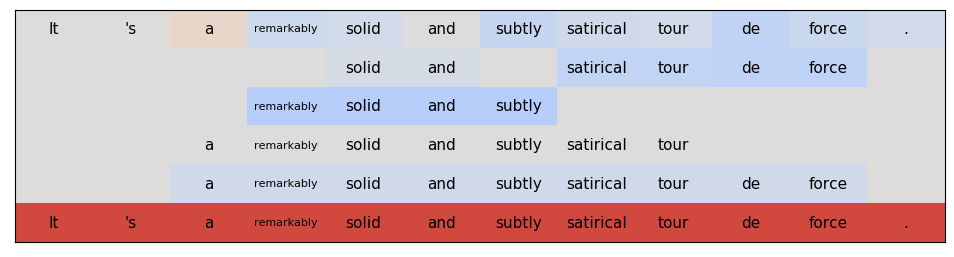 It 's a remarkably solid and subtly satirical tour de force .
solid and satirical tour de force
remarkably solid and subtly
a remarkably solid and subtly satirical tour
a remarkably solid and subtly satirical tour de force
It 's a remarkably solid and subtly satirical tour de force .